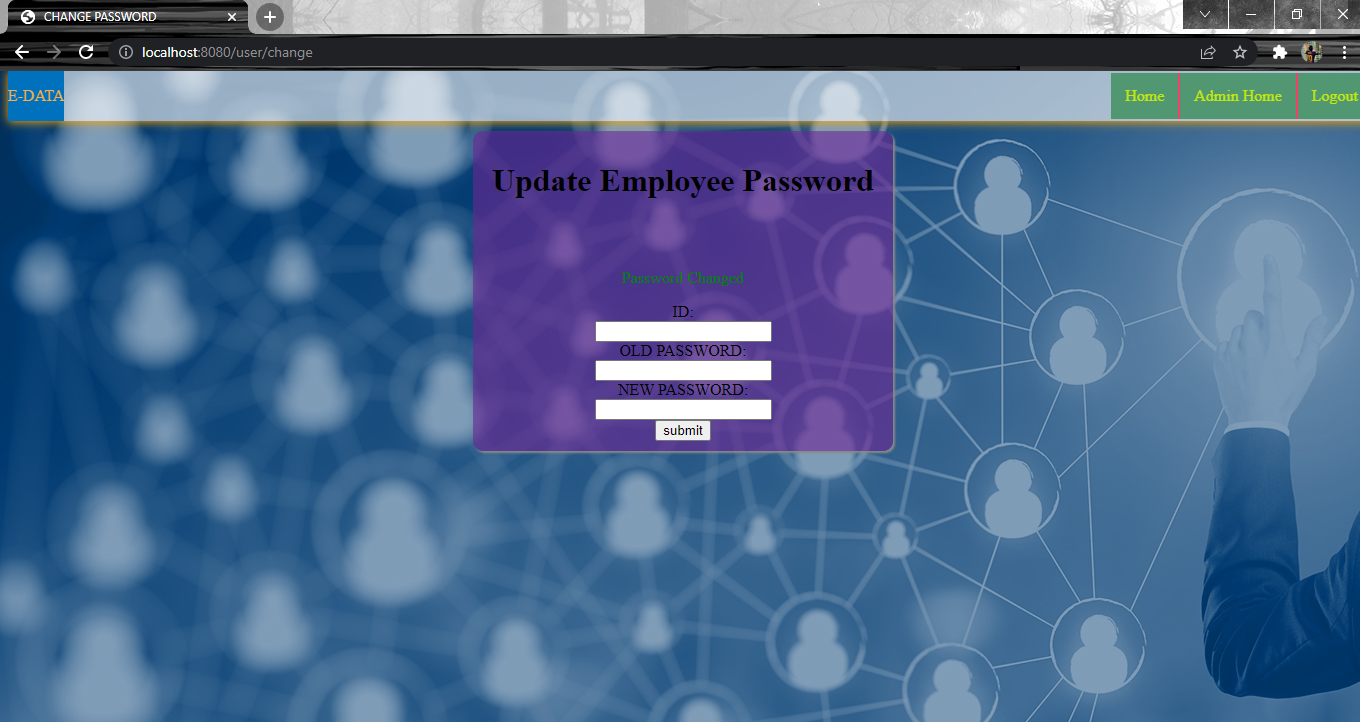 CHANGE PASSWORD
localhost:8080/user/change
E-DATA
Home
Admin Home
Logout
Update Employee Password
Password Changed
ID:
OLD PASSWORD:
NEW PASSWORD:
submit